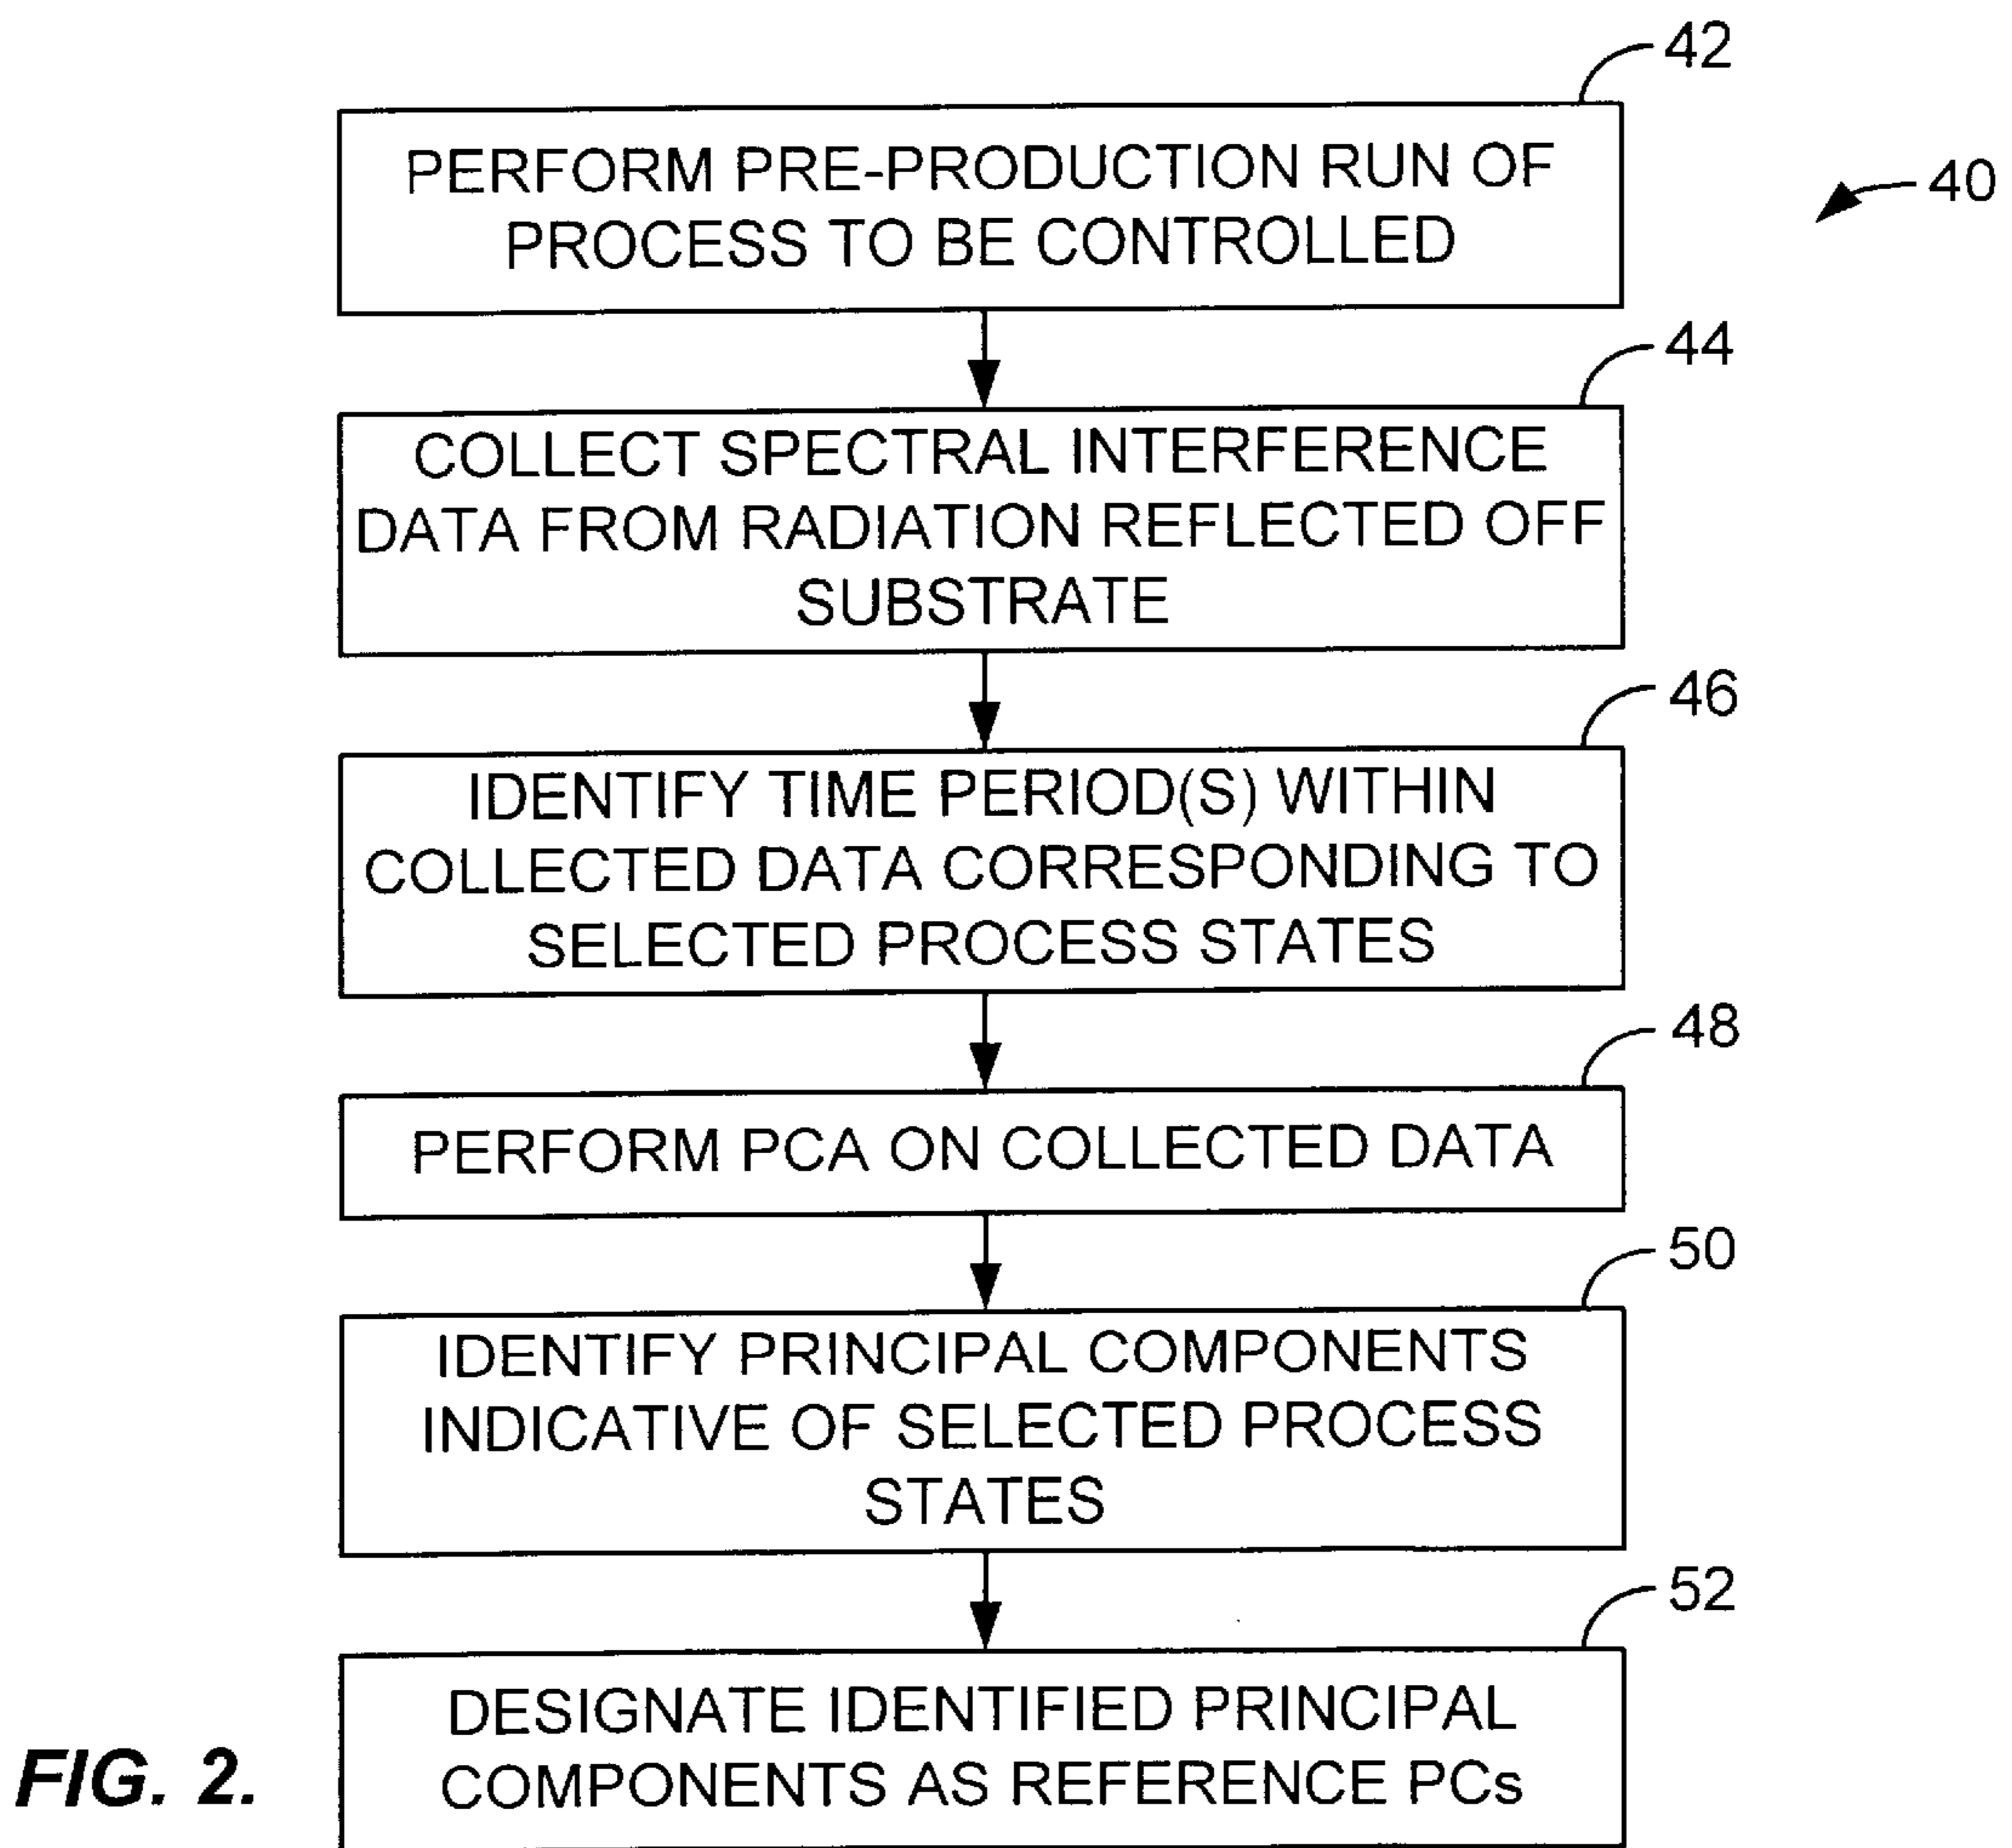 42
PERFORM PRE-PRODUCTION RUN OF
PROCESS TO BE CONTROLLED
40
44
COLLECT SPECTRAL INTERFERENCE
DATA FROM RADIATION REFLECTED OFF
SUBSTRATE
46
IDENTIFY TIME PERIOD(S) WITHIN
COLLECTED DATA CORRESPONDING TO
SELECTED PROCESS STATES
48
PERFORM PCA ON COLLECTED DATA
50
IDENTIFY PRINCIPAL COMPONENTS
INDICATIVE OF SELECTED PROCESS
STATES
52
DESIGNATE IDENTIFIED PRINCIPAL
COMPONENTS AS REFERENCE PCs
FIG. 2.